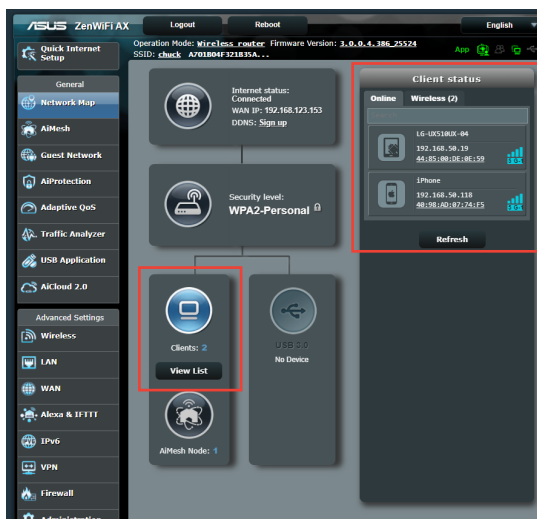 ASUS ZenWiFi AX
Logout
Reboot
English
Quick Internet
Setup
Operation Mode: Wireless router Firmware Version: 3.0.0.4.386_25524
SSID: chuck A701B04F321B35A...
App
General
Network Map
AiMesh
Guest Network
AiProtection
Adaptive QoS
Traffic Analyzer
USB Application
AiCloud 2.0
Advanced Settings
Wireless
LAN
WAN
Alexa & IFTTT
IPv6
VPN
Firewall
Administration
Internet status:
Connected
WAN IP: 192.168.123.153
DDNS: Sign up
Security level:
WPA2-Personal
Clients: 2
View List
USB 2.0
No Device
AiMesh Node: 1
Client status
Online Wireless (2)
LG-UX510UX-04
192.168.50.19
44:85:00:DE:0E:59
iPhone
192.168.50.118
40:98:AD:87:74:F5
Refresh